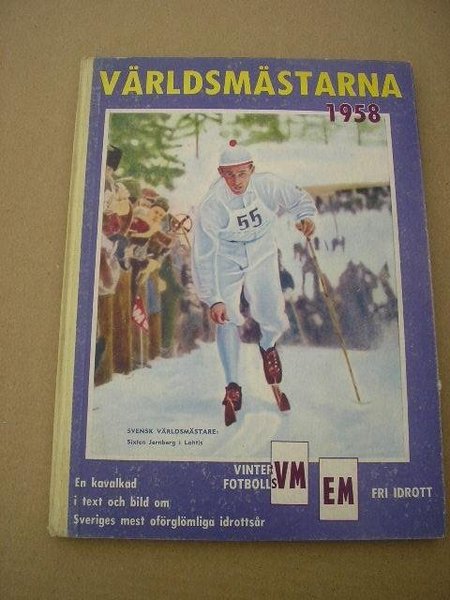 VÄRLDSMÄSTARNA
1958
55
SVENSK VÄRLDSMÄSTARE:
Sixten Jernberg i Lahtis
VINTER
FOTBOLLS
VM
EM
FRI IDROTT
En kavalkad
i text och bild om
Sveriges mest oförglömliga idrottsår